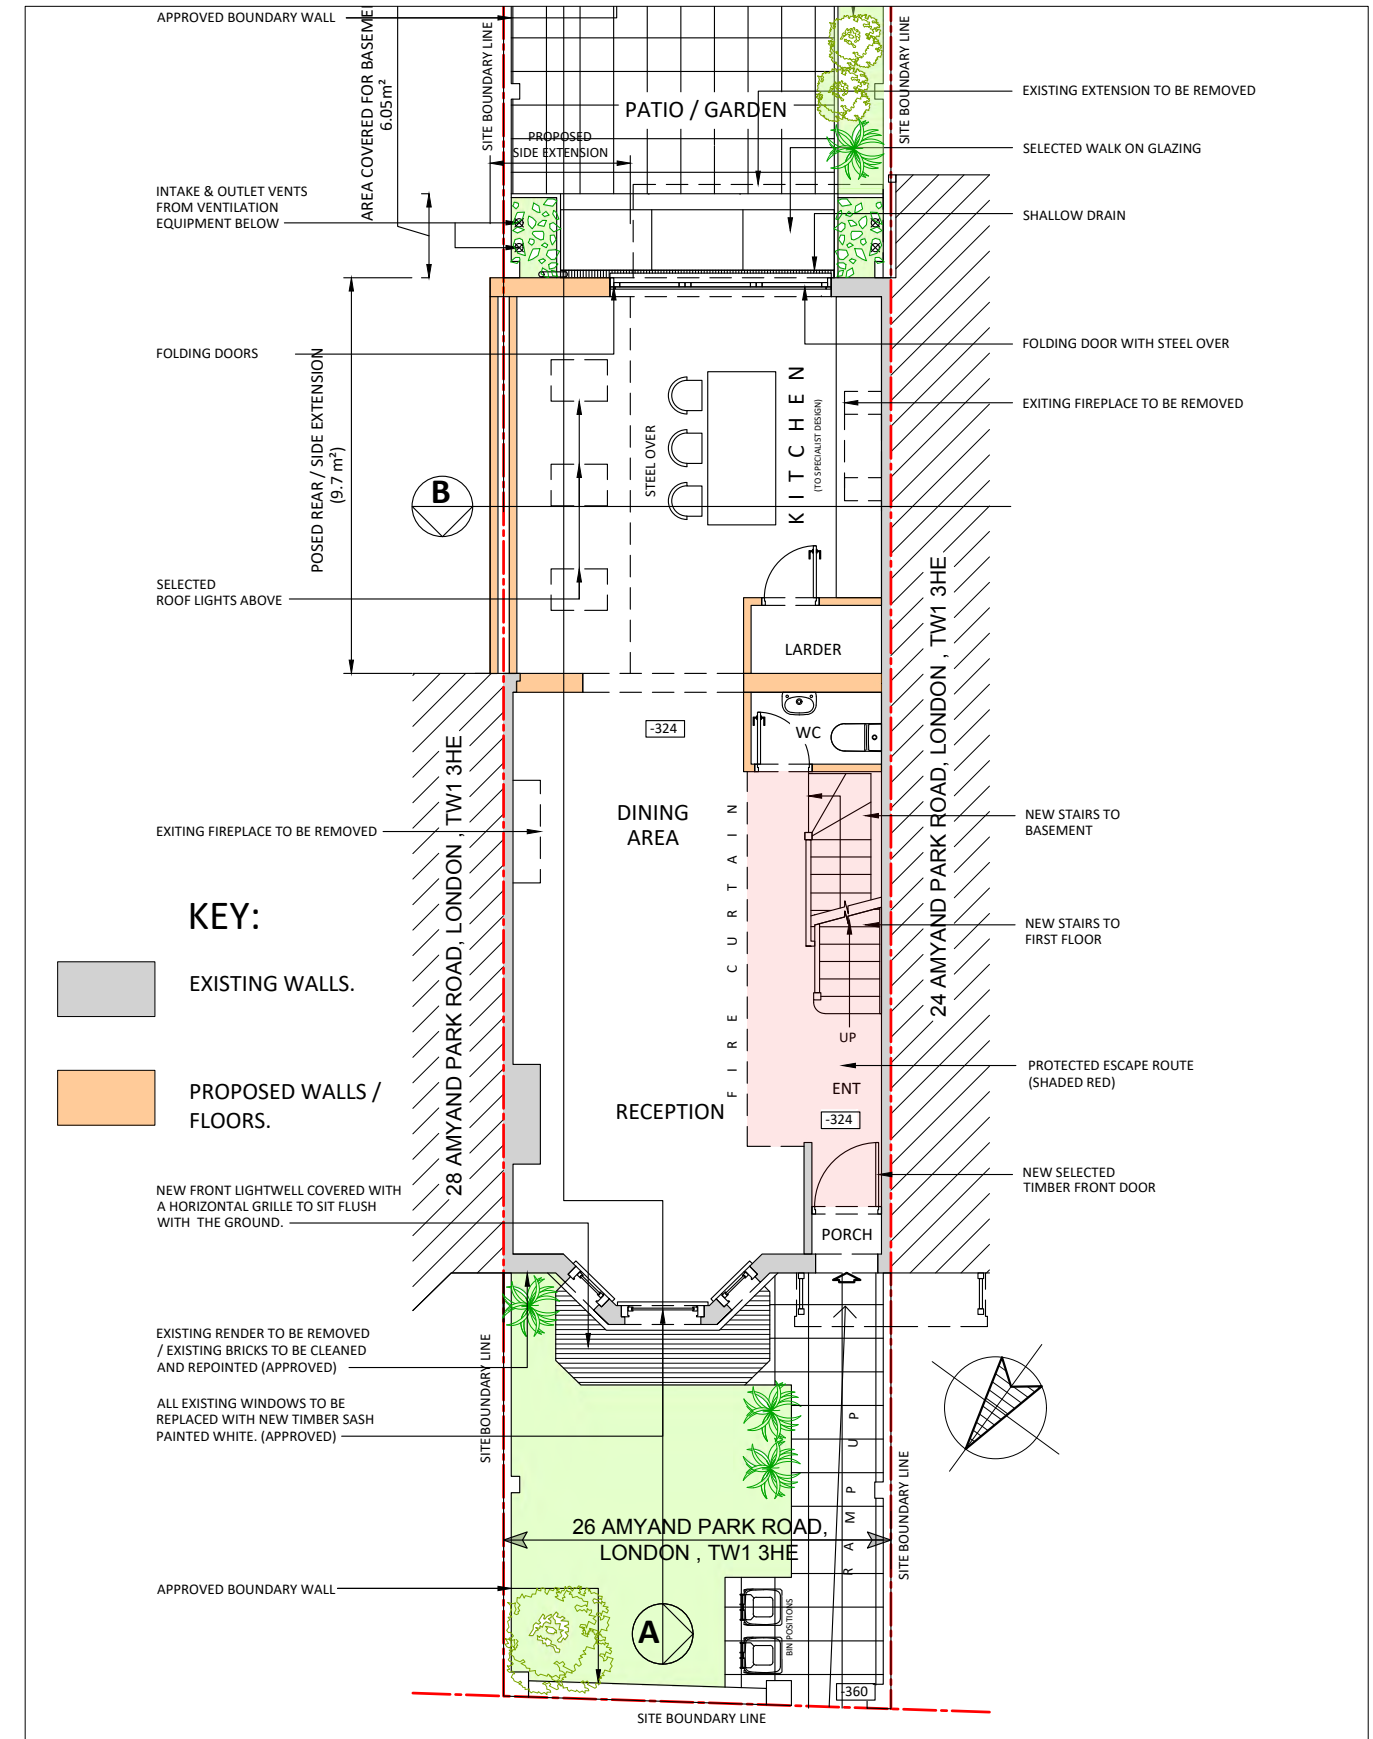 APPROVED BOUNDARY WALL
AREA COVERED FOR BASEME
6.05m²
SITE BOUNDARY LINE
SITE BOUNDARY LINE
PATIO / GARDEN
EXISTING EXTENSION TO BE REMOVED
PROPOSED
SIDE EXTENSION
SELECTED WALK ON GLAZING
INTAKE & OUTLET VENTS
FROM VENTILATION
EQUIPMENT BELOW
SHALLOW DRAIN
FOLDING DOORS
FOLDING DOOR WITH STEEL OVER
POSED REAR / SIDE EXTENSION
(9.7 m²)
STEEL OVER
KITCHEN
(TO SPECIALIST DESIGN)
EXITING FIREPLACE TO BE REMOVED
B
SELECTED
ROOF LIGHTS ABOVE
LARDER
24 AMYAND PARK ROAD, LONDON , TW1 3HE
-324
WC
28 AMYAND PARK ROAD, LONDON , TW1 3HE
DINING
AREA
FIRE CURTAIN
NEW STAIRS TO
BASEMENT
EXITING FIREPLACE TO BE REMOVED
KEY:
NEW STAIRS TO
FIRST FLOOR
EXISTING WALLS.
UP
PROTECTED ESCAPE ROUTE
(SHADED RED)
PROPOSED WALLS /
FLOORS.
ENT
RECEPTION
-324
NEW SELECTED
TIMBER FRONT DOOR
NEW FRONT LIGHTWELL COVERED WITH
A HORIZONTAL GRILLE TO SIT FLUSH
WITH THE GROUND.
PORCH
EXISTING RENDER TO BE REMOVED
/ EXISTING BRICKS TO BE CLEANED
AND REPOINTED (APPROVED)
SITE BOUNDARY LINE
ALL EXISTING WINDOWS TO BE
REPLACED WITH NEW TIMBER SASH
PAINTED WHITE. (APPROVED)
RAMP UP
SITE BOUNDARY LINE
26 AMYAND PARK ROAD,
LONDON , TW1 3HE
APPROVED BOUNDARY WALL
BIN POSITIONS
A
-360
SITE BOUNDARY LINE